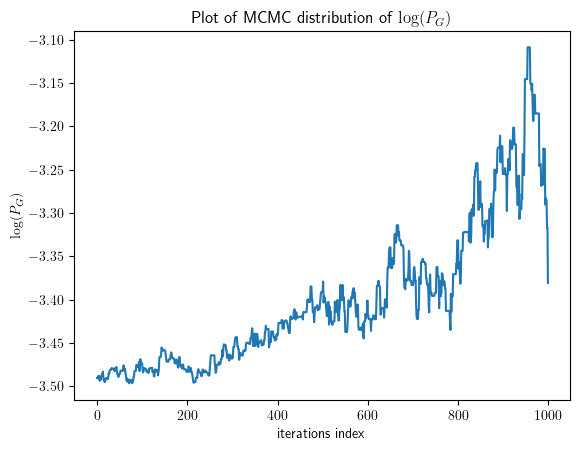 Plot of MCMC distribution of log(P_G)
−3.10
−3.15
−3.20
−3.25
−3.30
−3.35
−3.40
−3.45
−3.50
log(P_G)
0 200 400 600 800 1000
iterations index